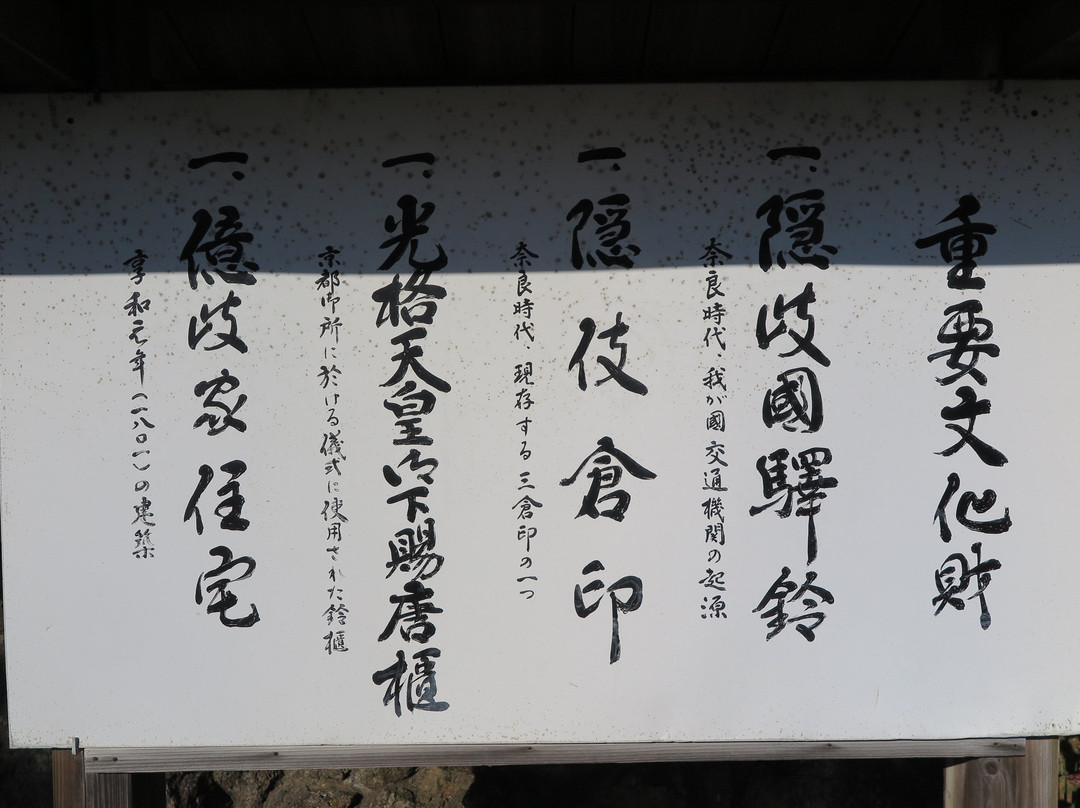 重要文化財
一、隠岐國驛鈴
奈良時代、我が國交通機関の起源
一、隠伎倉印
奈良時代、現存する三倉印の一つ
一、光格天皇御下賜唐櫃
京都御所に於ける儀式に使用された鈴櫃
一、億岐家住宅
享和元年（一八〇一）の建築